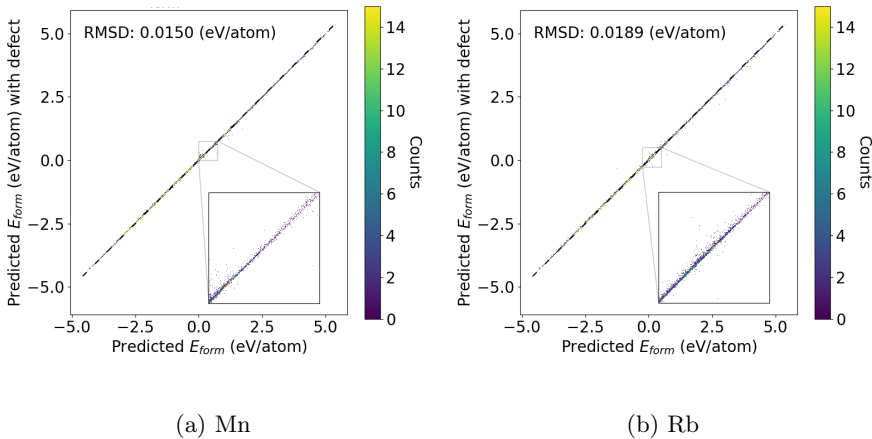 RMSD: 0.0150 (eV/atom)
Predicted E_form (eV/atom) with defect
5.0
2.5
0.0
−2.5
−5.0
−5.0 −2.5 0.0 2.5 5.0
Predicted E_form (eV/atom)
14
12
10
8
6
4
2
0
Counts
(a) Mn
RMSD: 0.0189 (eV/atom)
Predicted E_form (eV/atom) with defect
5.0
2.5
0.0
−2.5
−5.0
−5.0 −2.5 0.0 2.5 5.0
Predicted E_form (eV/atom)
14
12
10
8
6
4
2
0
Counts
(b) Rb